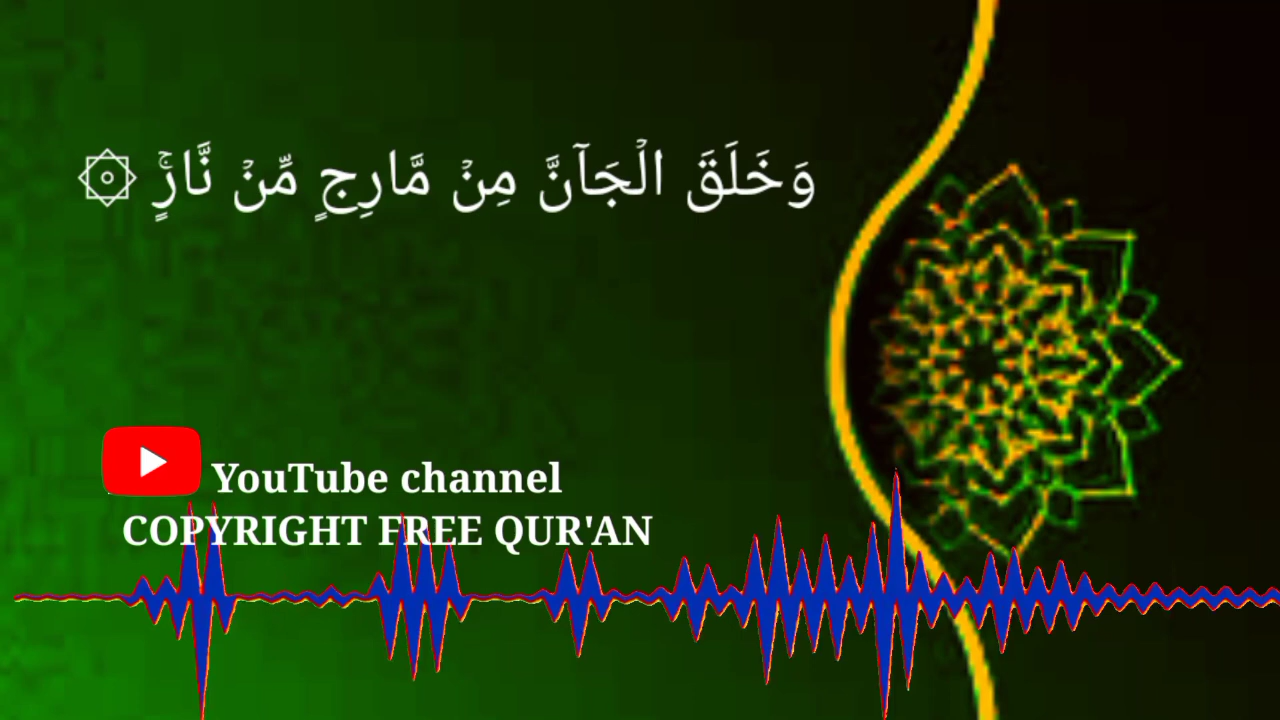 وَخَلَقَ الْجَآنَّ مِنْ مَّارِجٍ مِّنْ نَّارٍۚ ۞
YouTube channel
COPYRIGHT FREE QUR'AN